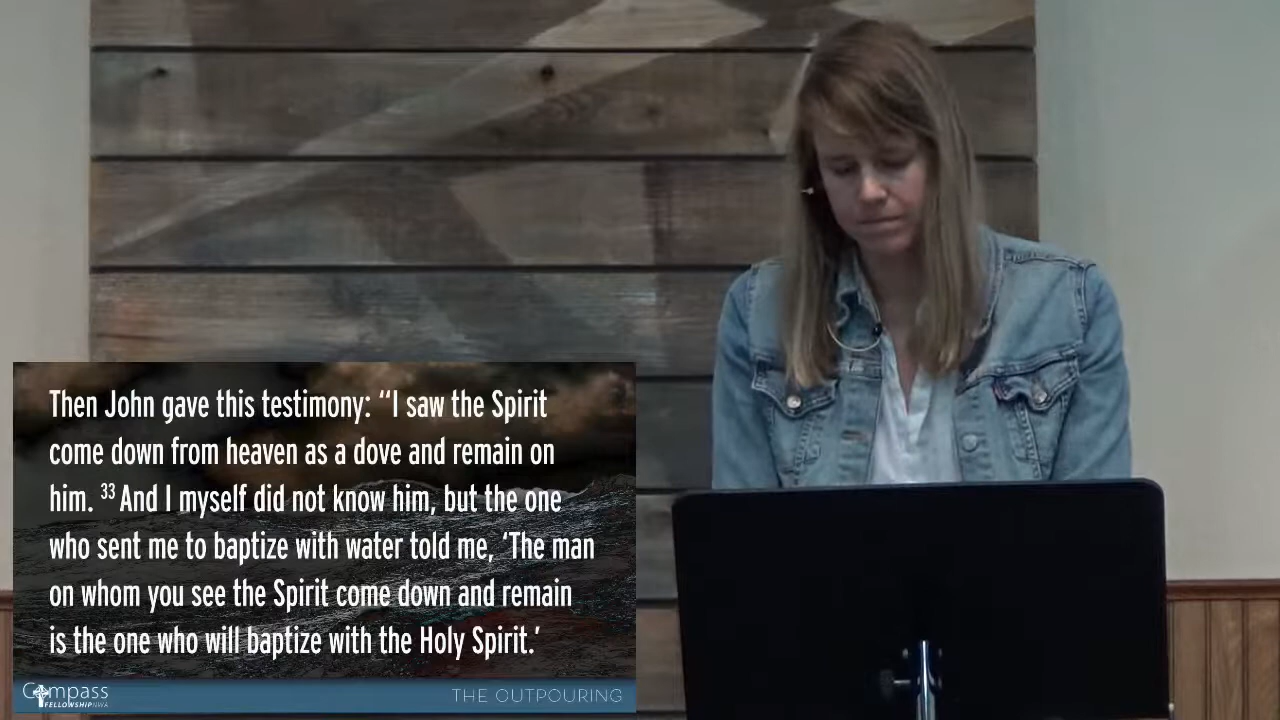 Then John gave this testimony: “I saw the Spirit
come down from heaven as a dove and remain on
him. 33 And I myself did not know him, but the one
who sent me to baptize with water told me, ‘The man
on whom you see the Spirit come down and remain
is the one who will baptize with the Holy Spirit.’
Compass
FELLOWSHIP NWA
THE OUTPOURING